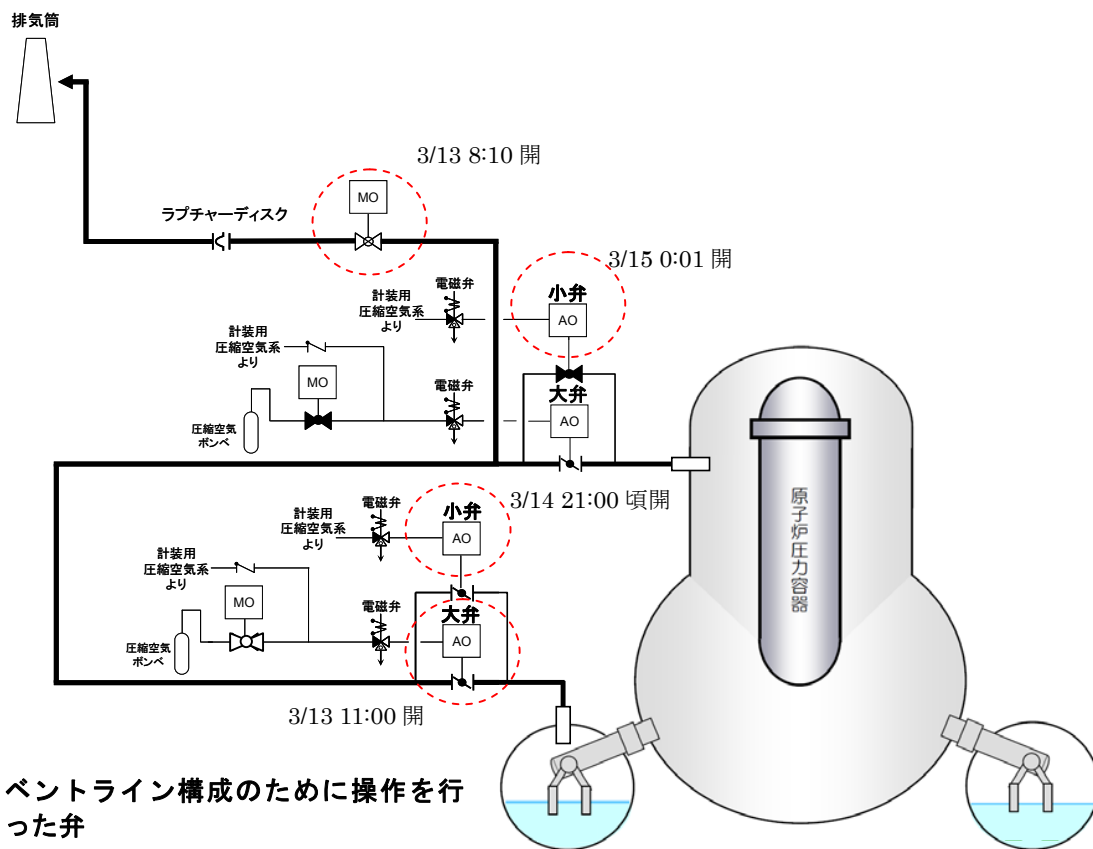 排気筒
3/13 8:10 開
MO
ラプチャーディスク
3/15 0:01 開
電磁弁
小弁
計装用
圧縮空気系
より
AO
計装用
圧縮空気系
より
MO
電磁弁
大弁
AO
圧縮空気
ボンベ
3/14 21:00 頃開
電磁弁
小弁
計装用
圧縮空気系
より
AO
計装用
圧縮空気系
より
MO
電磁弁
大弁
AO
圧縮空気
ボンベ
3/13 11:00 開
原子炉圧力容器
ベントライン構成のために操作を行
った弁